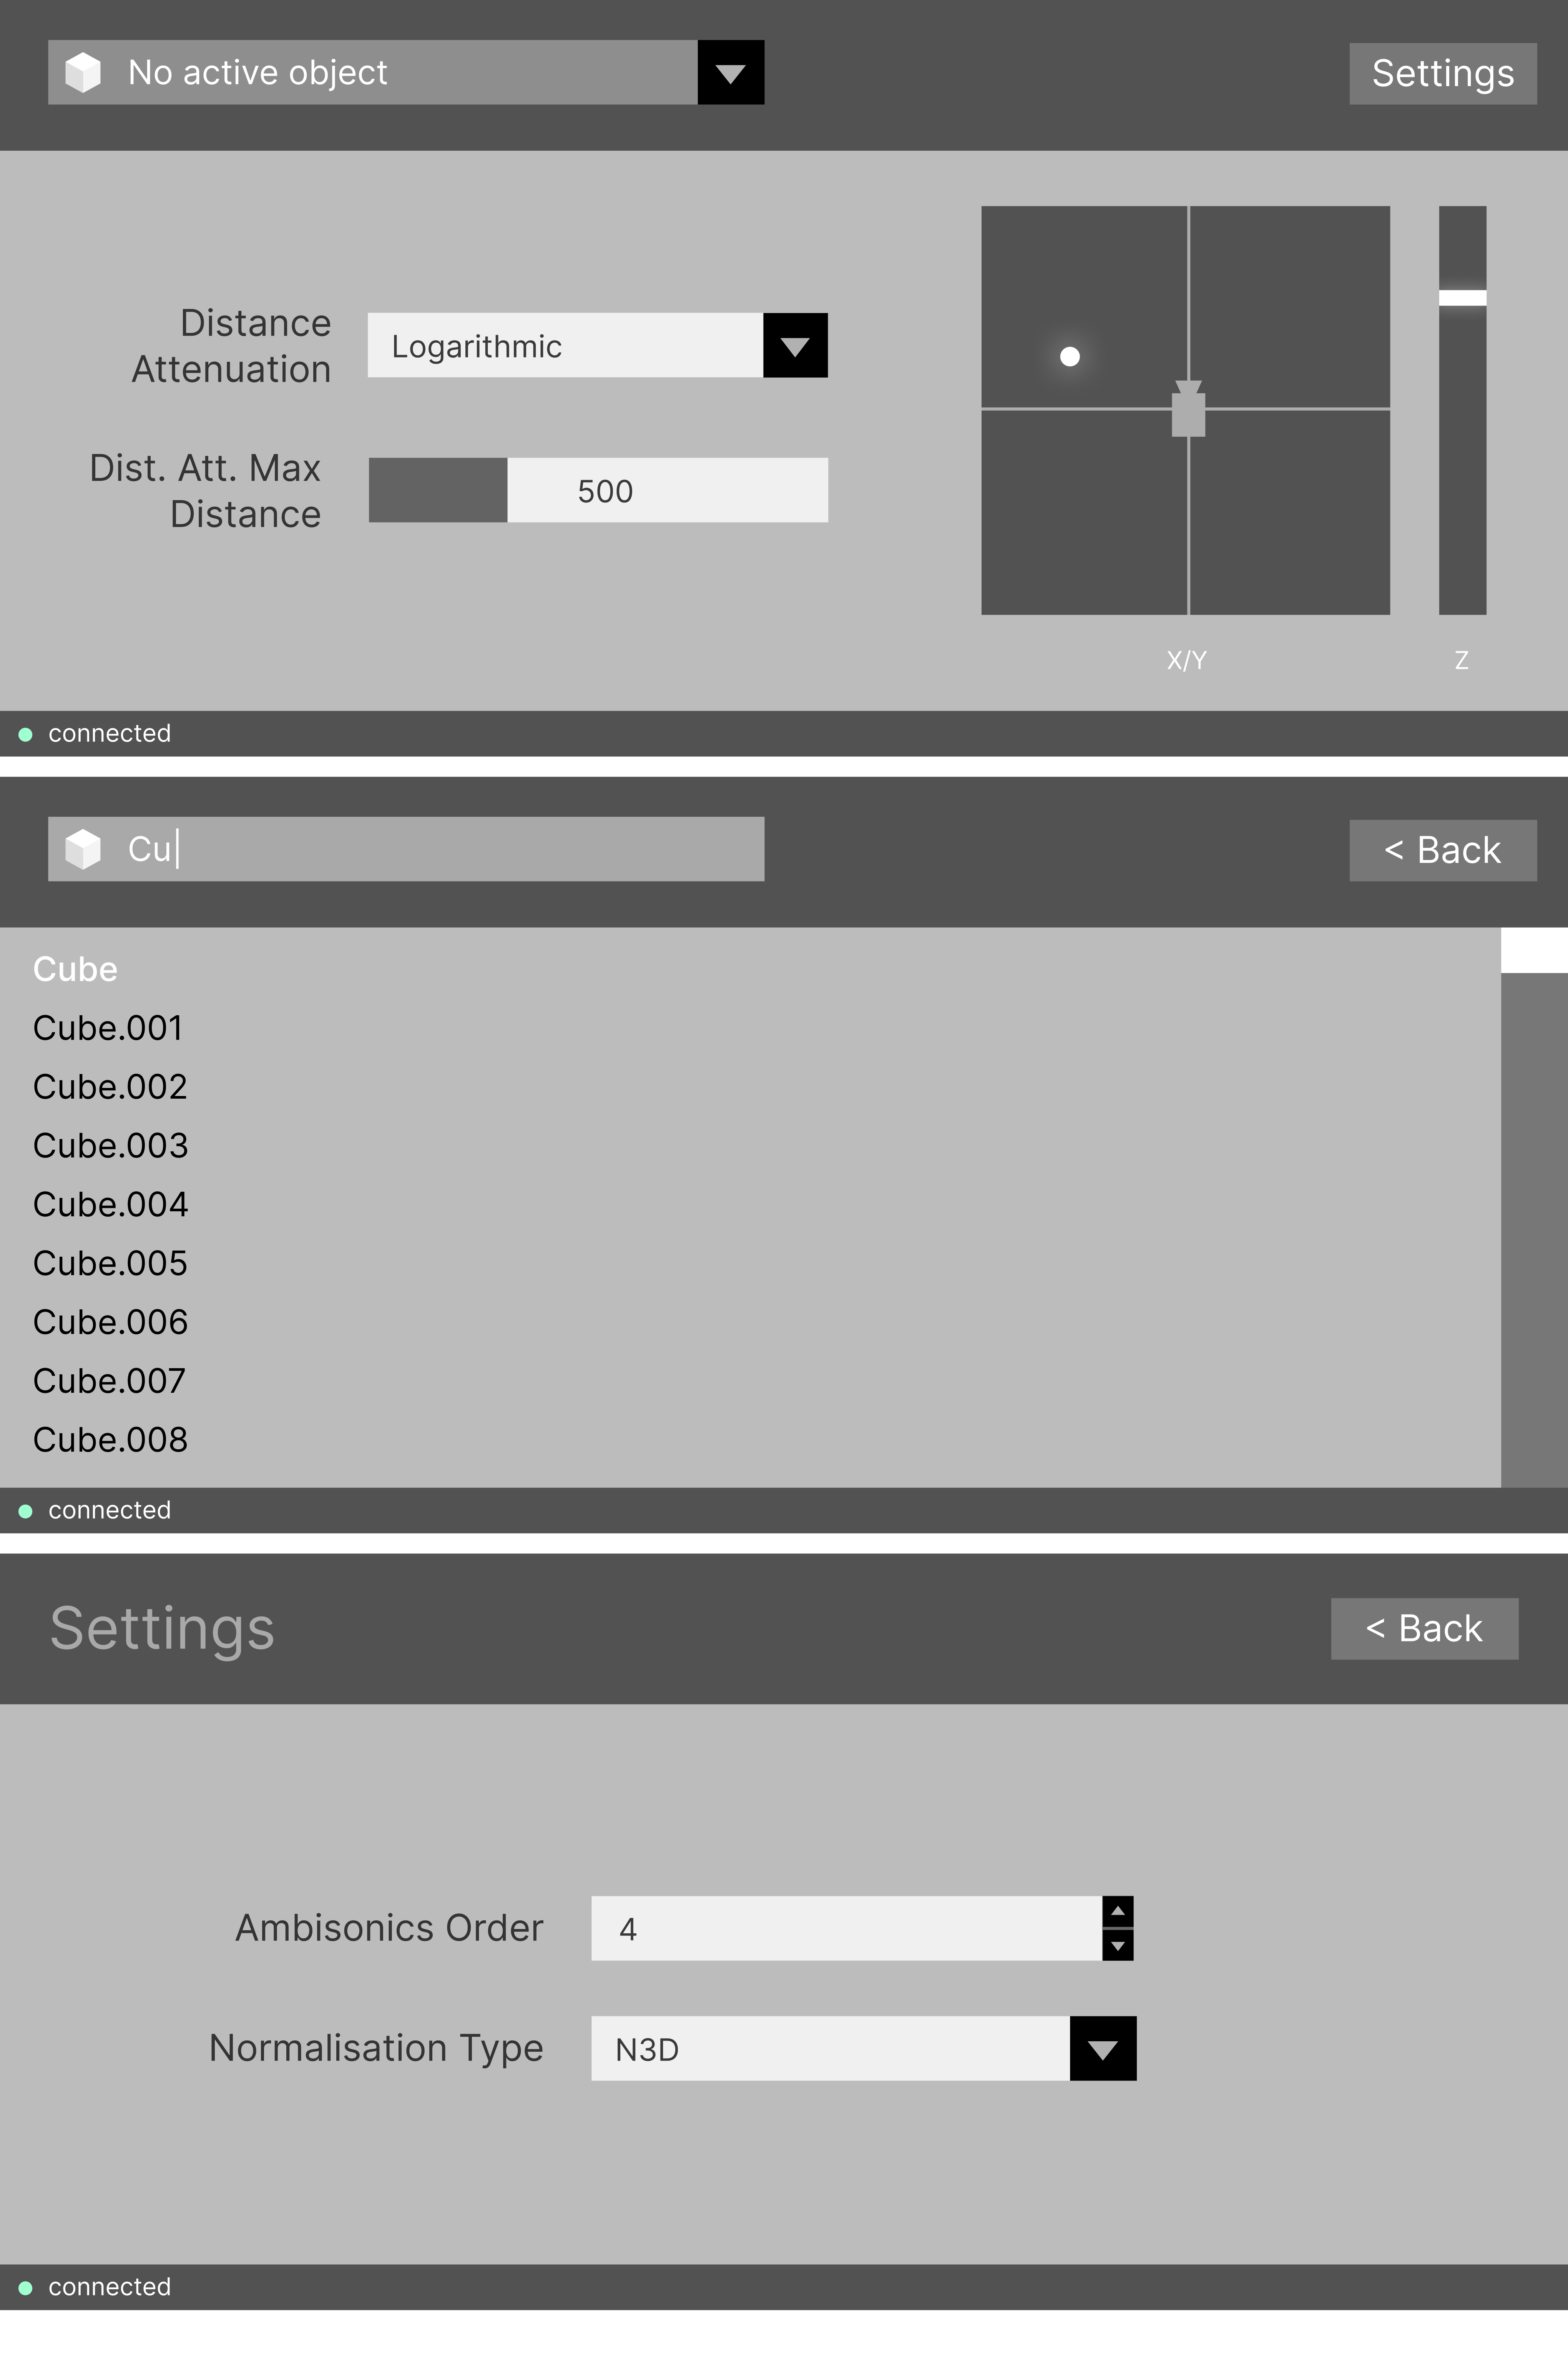 No active object
Settings
Distance
Attenuation
Logarithmic
Dist. Att. Max
Distance
500
X/Y
Z
connected
Cu
< Back
Cube
Cube.001
Cube.002
Cube.003
Cube.004
Cube.005
Cube.006
Cube.007
Cube.008
connected
Settings
< Back
Ambisonics Order
4
Normalisation Type
N3D
connected